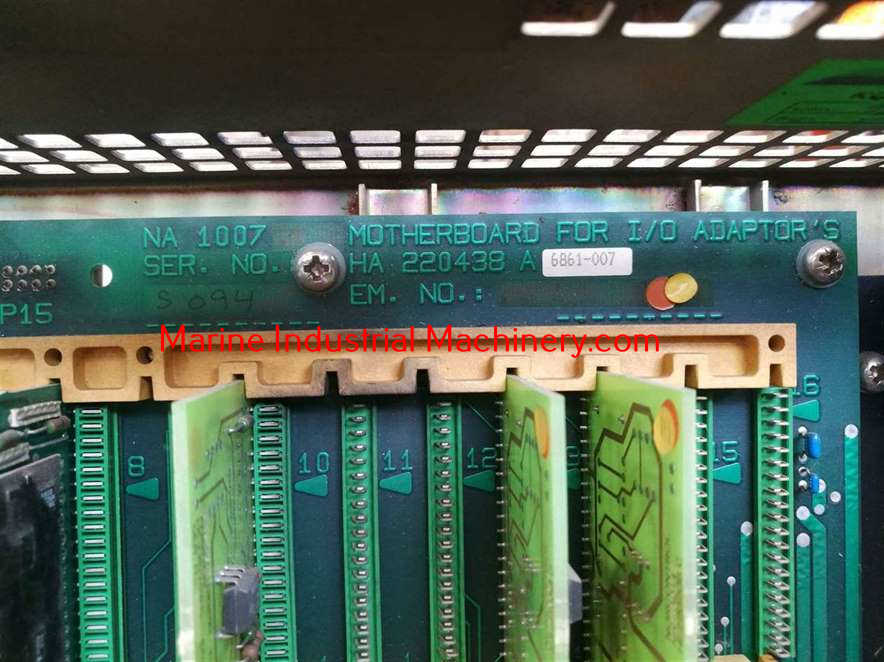 NA 1007 MOTHERBOARD FOR I/O ADAPTOR'S
SER. NO. HA 220438 A 6861-007
S 094 EM. NO.:
P15
Marine Industrial Machinery.com
16
8 10 11 12 15